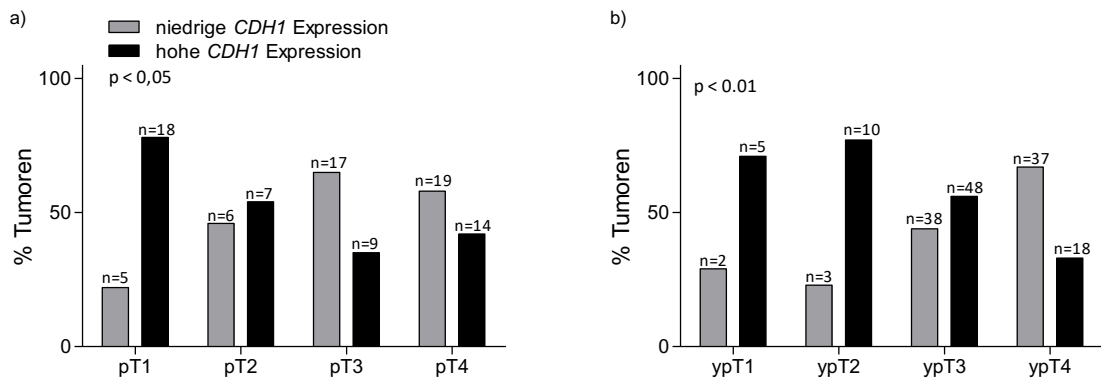 a)
niedrige CDH1 Expression
hohe CDH1 Expression
p < 0,05
% Tumoren
100
50
0
n=5
n=18
n=6
n=7
n=17
n=9
n=19
n=14
pT1
pT2
pT3
pT4
b)
p < 0.01
% Tumoren
100
50
0
n=2
n=5
n=3
n=10
n=38
n=48
n=37
n=18
ypT1
ypT2
ypT3
ypT4